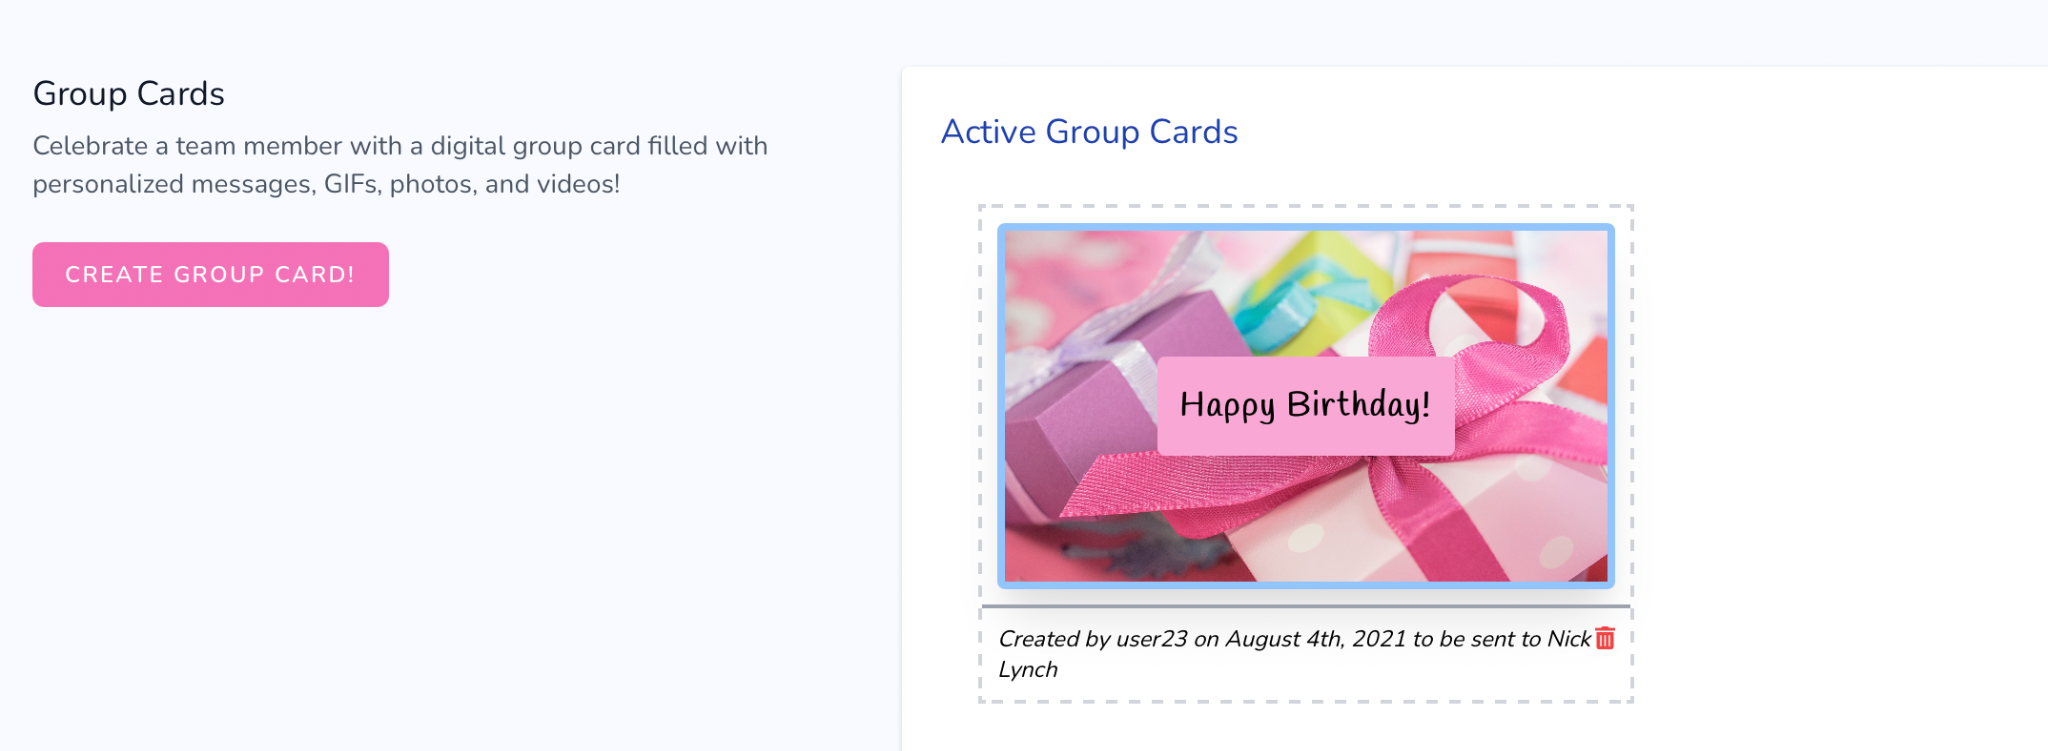 Group Cards
Celebrate a team member with a digital group card filled with
personalized messages, GIFs, photos, and videos!
CREATE GROUP CARD!
Active Group Cards
Happy Birthday!
Created by user23 on August 4th, 2021 to be sent to Nick
Lynch